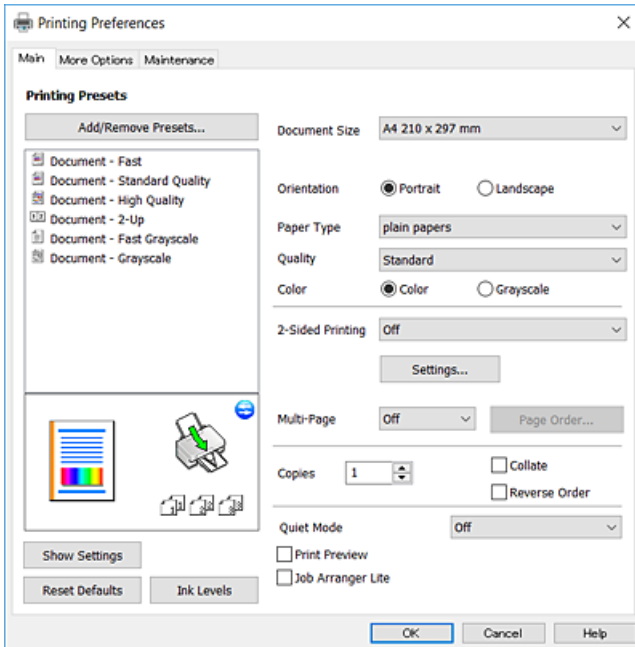 Printing Preferences
Main More Options Maintenance
Printing Presets
Add/Remove Presets...
Document - Fast
Document - Standard Quality
Document - High Quality
Document - 2-Up
Document - Fast Grayscale
Document - Grayscale
Show Settings
Reset Defaults Ink Levels
Document Size A4 210 x 297 mm
Orientation Portrait Landscape
Paper Type plain papers
Quality Standard
Color Color Grayscale
2-Sided Printing Off
Settings...
Multi-Page Off Page Order...
Copies 1 Collate
Reverse Order
Quiet Mode Off
Print Preview
Job Arranger Lite
OK Cancel Help